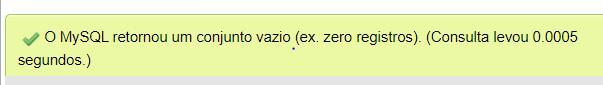 O MySQL retornou um conjunto vazio (ex. zero registros). (Consulta levou 0.0005
segundos.)